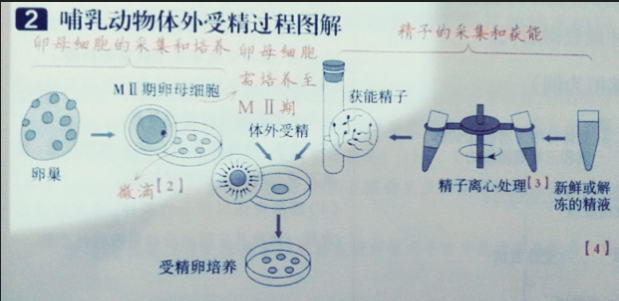 2 哺乳动物体外受精过程图解
卵母细胞的采集和培养
卵母细胞
需培养至
MⅡ期
精子的采集和获能
MⅡ期卵母细胞
获能精子
体外受精
卵巢
微滴【2】
精子离心处理【3】
新鲜或解
冻的精液
【4】
受精卵培养